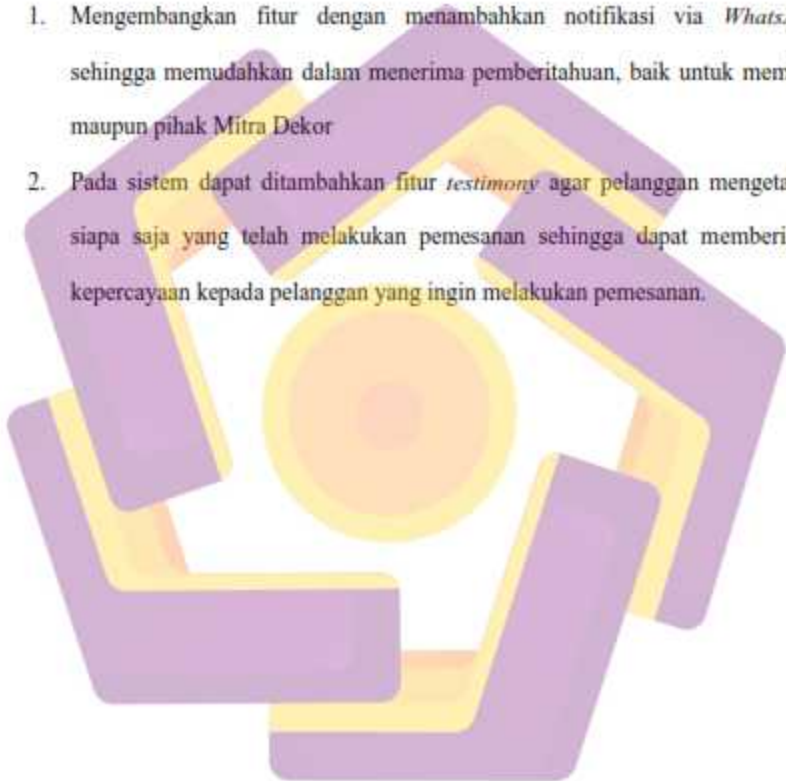 1. Mengembangkan fitur dengan menambahkan notifikasi via Whats
sehingga memudahkan dalam menerima pemberitahuan, baik untuk mem
maupun pihak Mitra Dekor
2. Pada sistem dapat ditambahkan fitur testimony agar pelanggan mengeta
siapa saja yang telah melakukan pemesanan sehingga dapat memberi
kepercayaan kepada pelanggan yang ingin melakukan pemesanan.